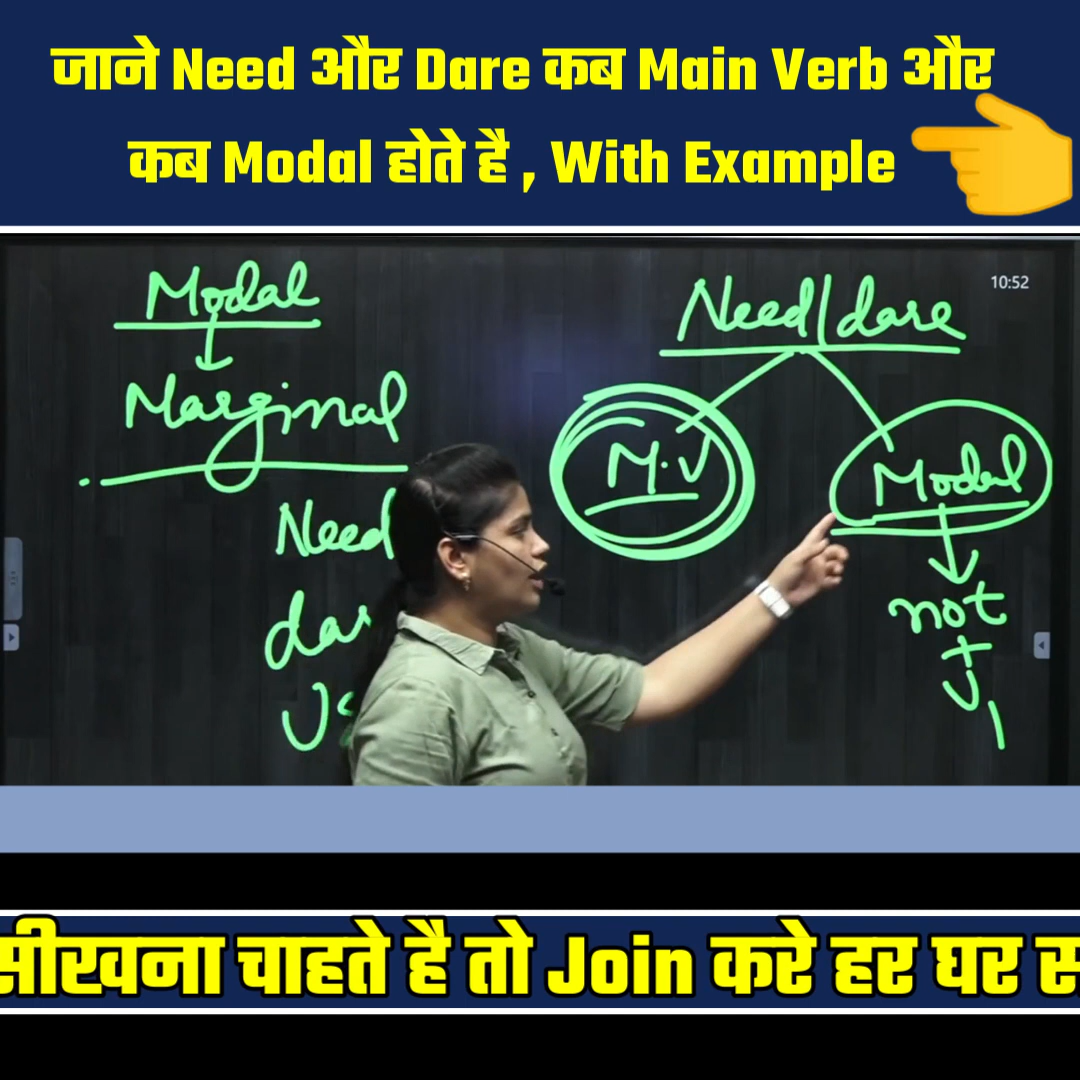 जाने Need और Dare कब Main Verb और
कब Modal होते है , With Example
10:52
Modal
Marginal
Need
Need/dare
M.V
Modal
not
+
सीखना चाहते है तो Join करे हर घर